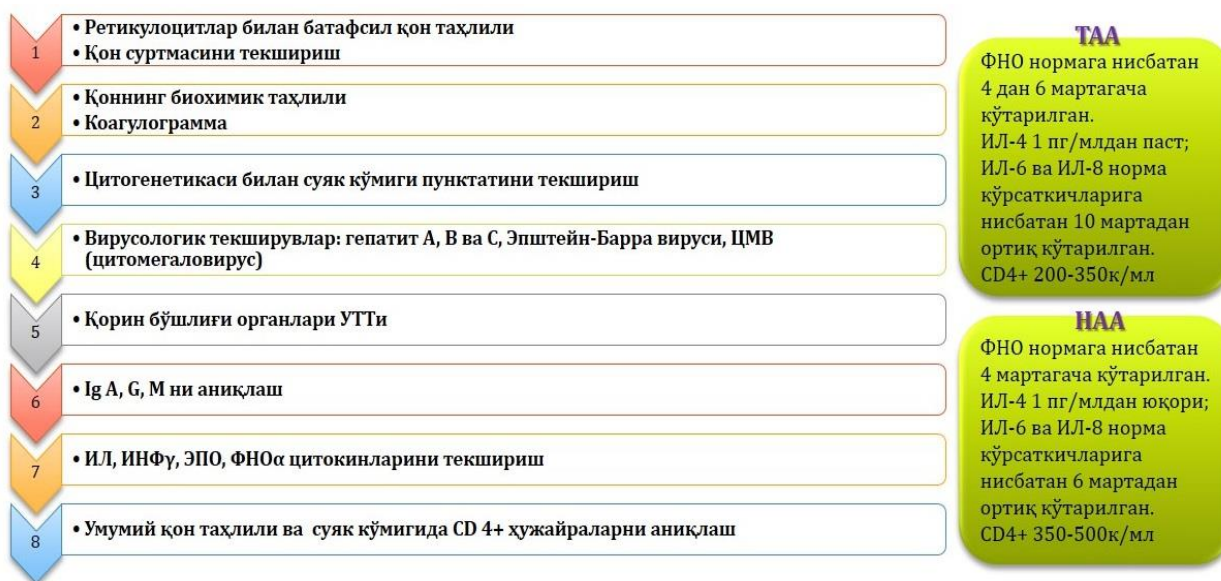 1
• Ретикулоцитлар билан батафсил қон таҳлили
• Қон суртмасини текшириш
2
• Қоннинг биохимик таҳлили
• Коагулограмма
3
• Цитогенетикаси билан суяк кўмиги пунктатини текшириш
4
• Вирусологик текширувлар: гепатит А, В ва С, Эпштейн-Барра вируси, ЦМВ
(цитомегаловирус)
5
• Қорин бўшлиғи органлари УТТи
6
• Ig A, G, M ни аниқлаш
7
• ИЛ, ИНФγ, ЭПО, ФНОα цитокинларини текшириш
8
• Умумий қон таҳлили ва суяк кўмигида CD 4+ ҳужайраларни аниқлаш
ТАА
ФНО нормага нисбатан
4 дан 6 мартагача
кўтарилган.
ИЛ-4 1 пг/млдан паст;
ИЛ-6 ва ИЛ-8 норма
кўрсаткичларига
нисбатан 10 мартадан
ортиқ кўтарилган.
CD4+ 200-350к/мл
НАА
ФНО нормага нисбатан
4 мартагача кўтарилган.
ИЛ-4 1 пг/млдан юқори;
ИЛ-6 ва ИЛ-8 норма
кўрсаткичларига
нисбатан 6 мартадан
ортиқ кўтарилган.
CD4+ 350-500к/мл